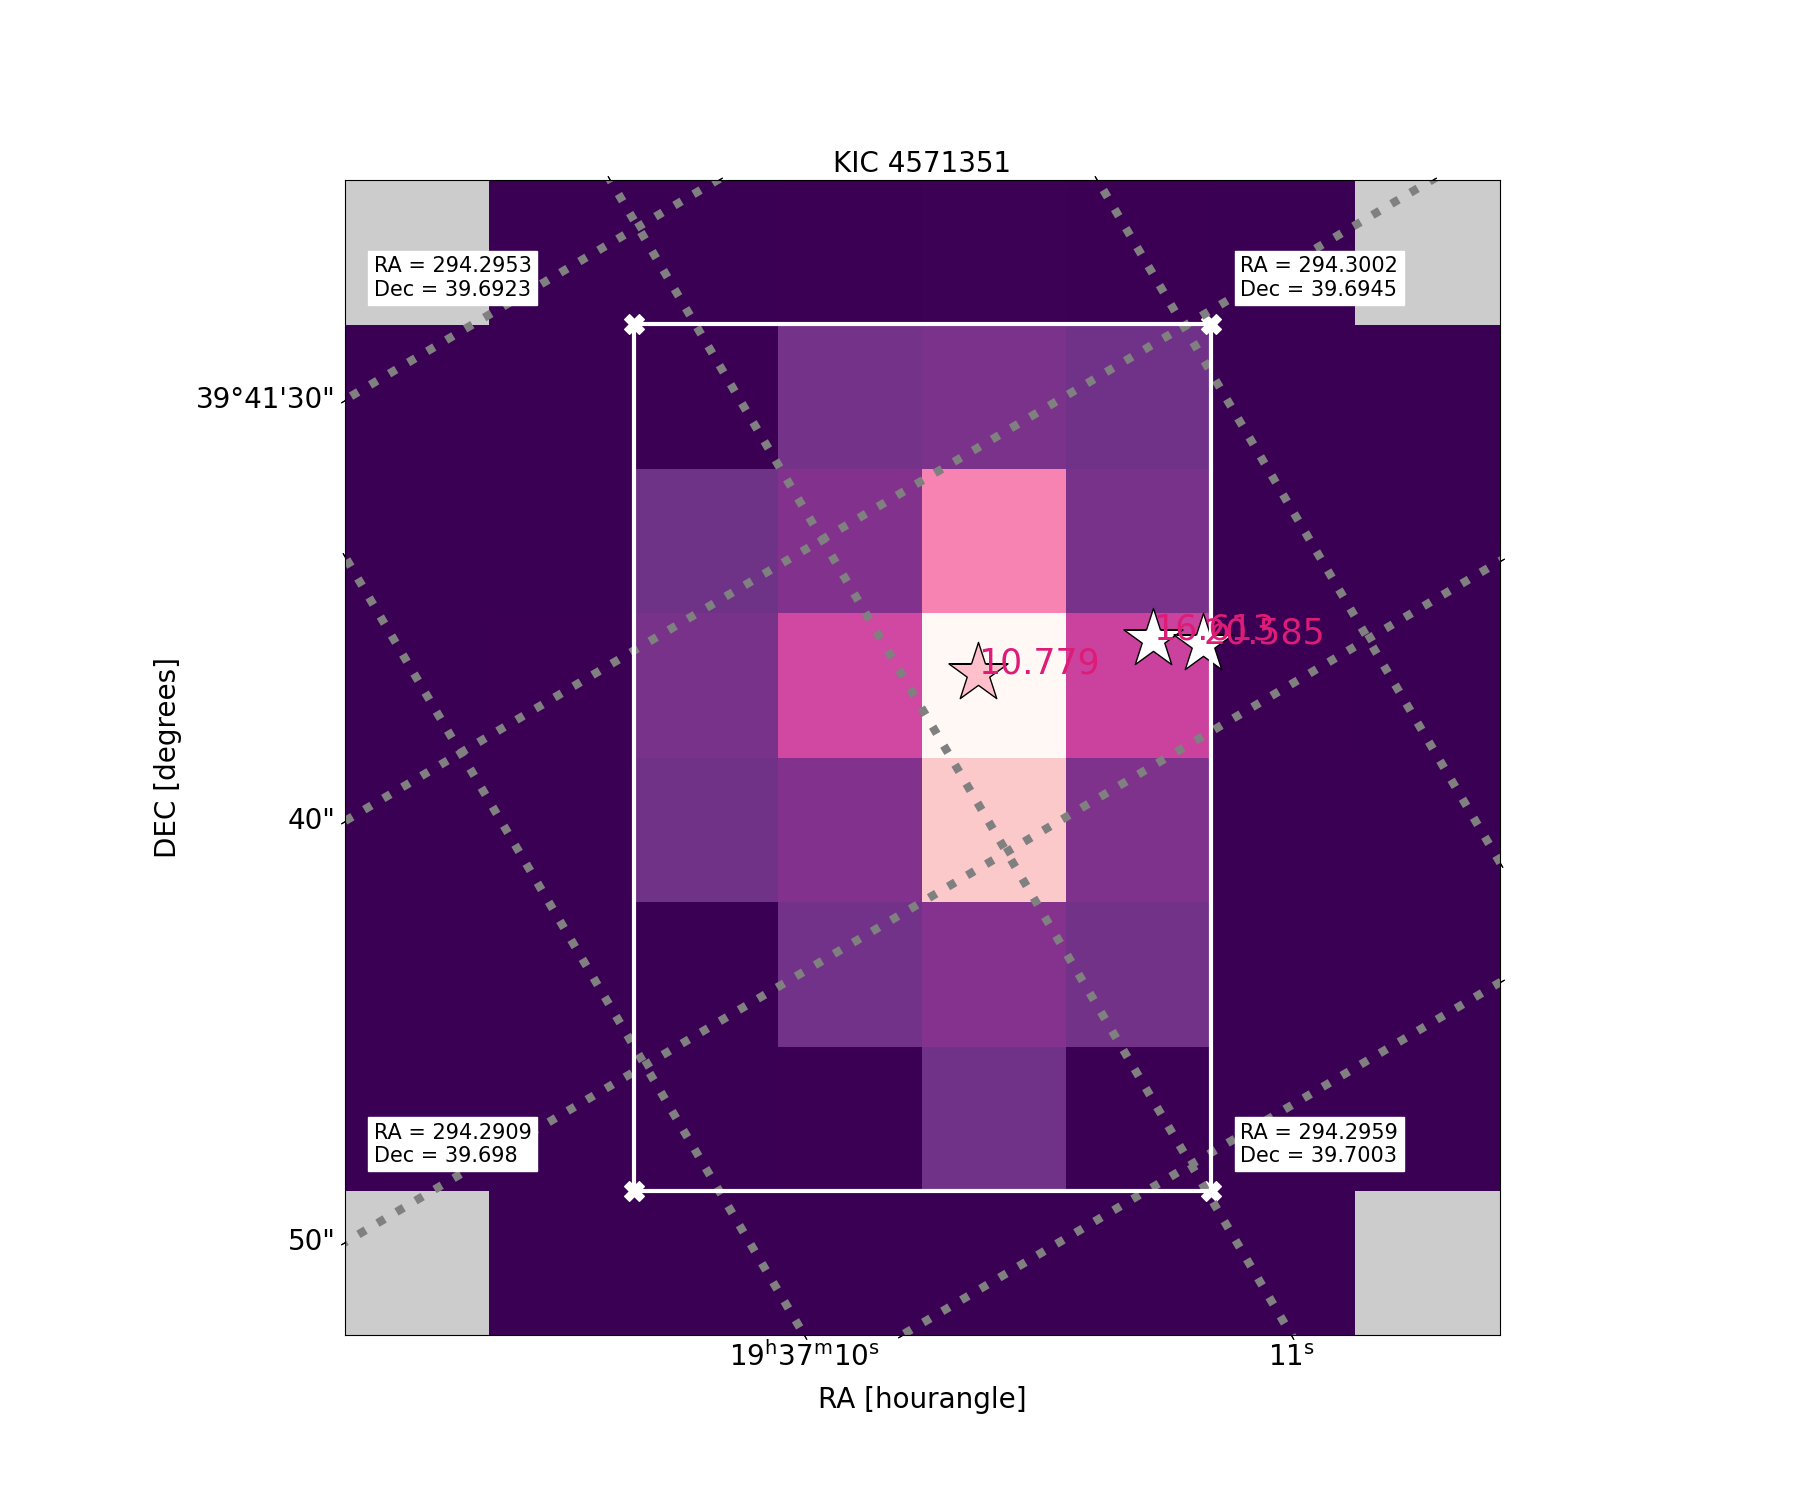 KIC 4571351
RA = 294.2953
Dec = 39.6923
RA = 294.3002
Dec = 39.6945
39°41'30"
40"
50"
DEC [degrees]
10.779
16.613
20.585
RA = 294.2909
Dec = 39.698
RA = 294.2959
Dec = 39.7003
19ʰ37ᵐ10ˢ
11ˢ
RA [hourangle]